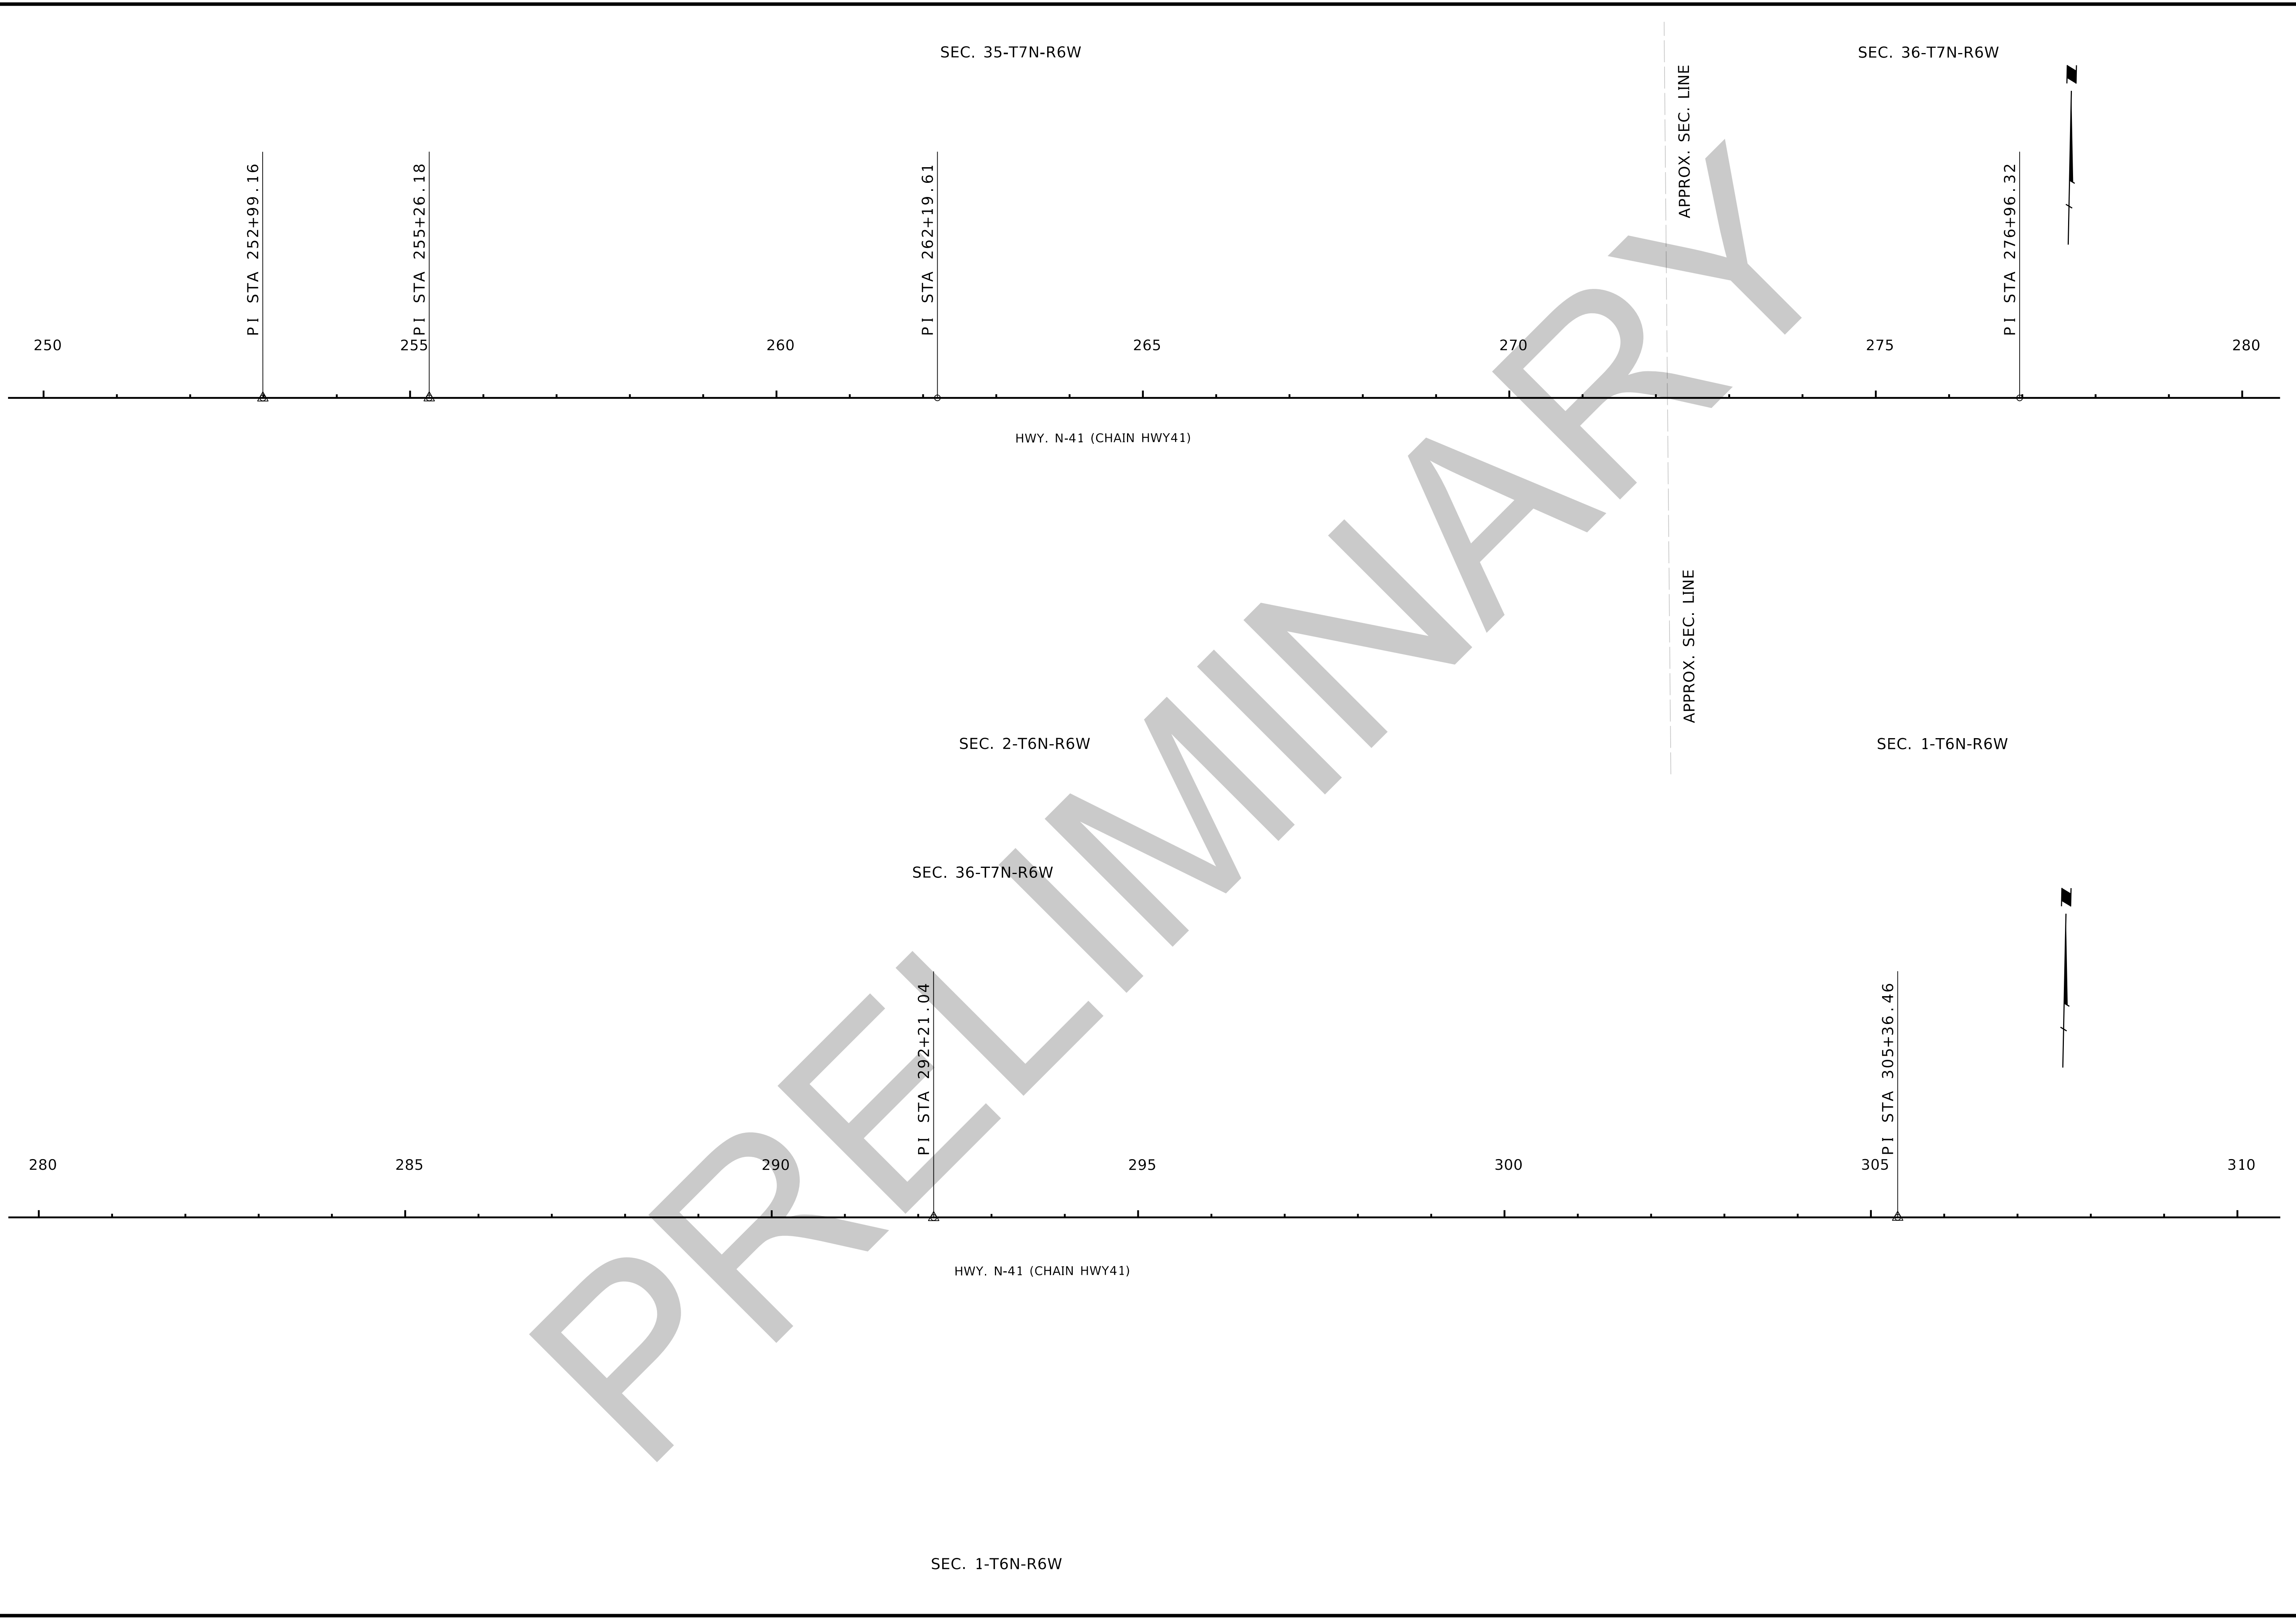 SEC. 35-T7N-R6W
SEC. 36-T7N-R6W
N
APPROX. SEC. LINE
PI STA 252+99.16
PI STA 255+26.18
PI STA 262+19.61
PI STA 276+96.32
250
255
260
265
270
275
280
HWY. N-41 (CHAIN HWY41)
APPROX. SEC. LINE
SEC. 2-T6N-R6W
SEC. 1-T6N-R6W
PRELIMINARY
SEC. 36-T7N-R6W
N
PI STA 292+21.04
PI STA 305+36.46
280
285
290
295
300
305
310
HWY. N-41 (CHAIN HWY41)
SEC. 1-T6N-R6W